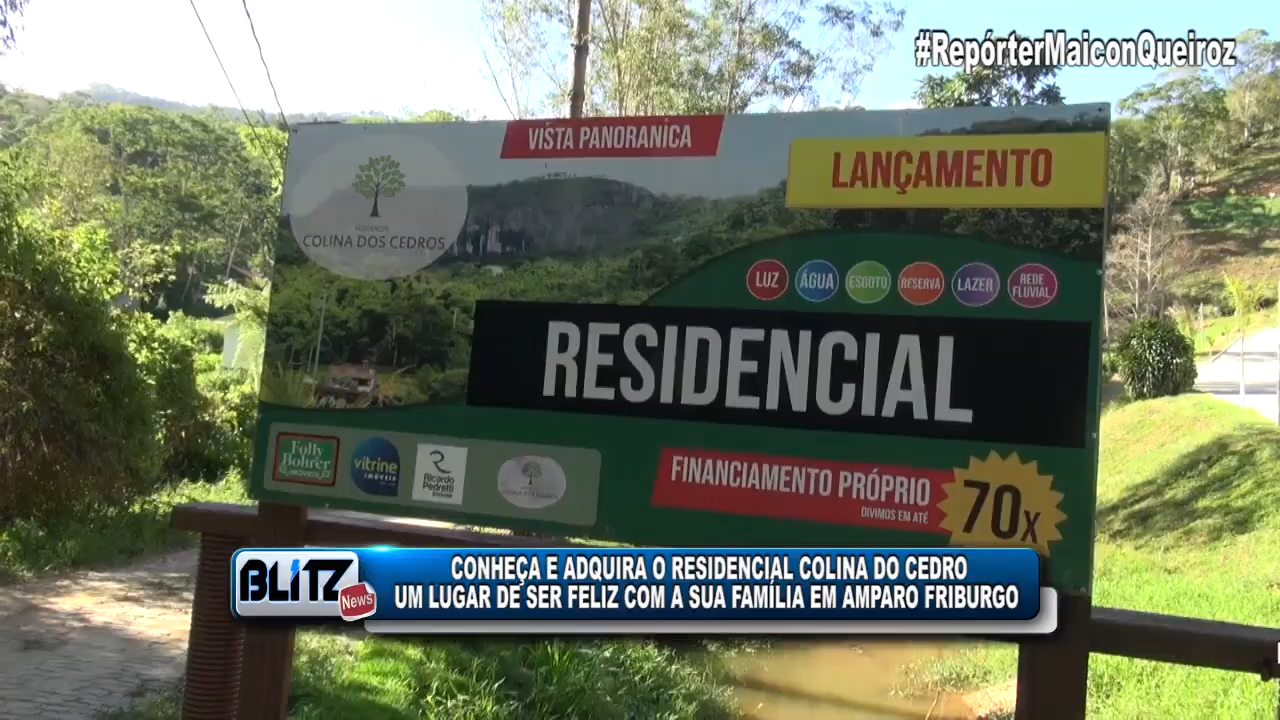 #RepórterMaiconQueiroz
VISTA PANORANICA
LANÇAMENTO
COLINA DOS CEDROS
LUZ
ÁGUA
ESGOTO
RESERVA
LAZER
REDE
FLUVIAL
RESIDENCIAL
Folly
Bohrer
vitrine
IMÓVEIS
Ricardo
Pedretti
FINANCIAMENTO PRÓPRIO
DIVIMOS EM ATÉ
70x
BLITZ
News
CONHEÇA E ADQUIRA O RESIDENCIAL COLINA DO CEDRO
UM LUGAR DE SER FELIZ COM A SUA FAMÍLIA EM AMPARO FRIBURGO